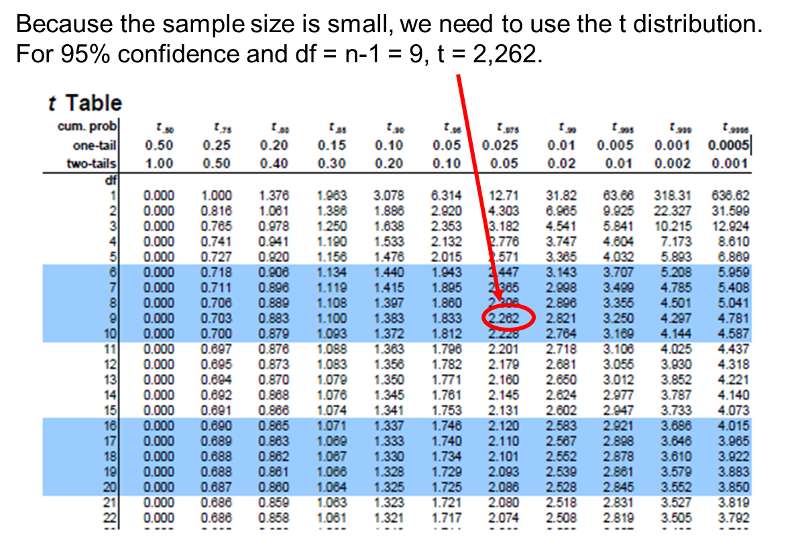 Because the sample size is small, we need to use the t distribution.
For 95% confidence and df = n-1 = 9, t = 2,262.
t Table
cum. prob t.50 t.75 t.80 t.85 t.90 t.95 t.975 t.99 t.995 t.999 t.9995
one-tail 0.50 0.25 0.20 0.15 0.10 0.05 0.025 0.01 0.005 0.001 0.0005
two-tails 1.00 0.50 0.40 0.30 0.20 0.10 0.05 0.02 0.01 0.002 0.001
df
1 0.000 1.000 1.376 1.963 3.078 6.314 12.71 31.82 63.66 318.31 636.62
2 0.000 0.816 1.061 1.386 1.886 2.920 4.303 6.965 9.925 22.327 31.599
3 0.000 0.765 0.978 1.250 1.638 2.353 3.182 4.541 5.841 10.215 12.924
4 0.000 0.741 0.941 1.190 1.533 2.132 2.776 3.747 4.604 7.173 8.610
5 0.000 0.727 0.920 1.156 1.476 2.015 2.571 3.365 4.032 5.893 6.869
6 0.000 0.718 0.906 1.134 1.440 1.943 2.447 3.143 3.707 5.208 5.959
7 0.000 0.711 0.896 1.119 1.415 1.895 2.365 2.998 3.499 4.785 5.408
8 0.000 0.706 0.889 1.108 1.397 1.860 2.306 2.896 3.355 4.501 5.041
9 0.000 0.703 0.883 1.100 1.383 1.833 2.262 2.821 3.250 4.297 4.781
10 0.000 0.700 0.879 1.093 1.372 1.812 2.228 2.764 3.169 4.144 4.587
11 0.000 0.697 0.876 1.088 1.363 1.796 2.201 2.718 3.106 4.025 4.437
12 0.000 0.695 0.873 1.083 1.356 1.782 2.179 2.681 3.055 3.930 4.318
13 0.000 0.694 0.870 1.079 1.350 1.771 2.160 2.650 3.012 3.852 4.221
14 0.000 0.692 0.868 1.076 1.345 1.761 2.145 2.624 2.977 3.787 4.140
15 0.000 0.691 0.866 1.074 1.341 1.753 2.131 2.602 2.947 3.733 4.073
16 0.000 0.690 0.865 1.071 1.337 1.746 2.120 2.583 2.921 3.686 4.015
17 0.000 0.689 0.863 1.069 1.333 1.740 2.110 2.567 2.898 3.646 3.965
18 0.000 0.688 0.862 1.067 1.330 1.734 2.101 2.552 2.878 3.610 3.922
19 0.000 0.688 0.861 1.066 1.328 1.729 2.093 2.539 2.861 3.579 3.883
20 0.000 0.687 0.860 1.064 1.325 1.725 2.086 2.528 2.845 3.552 3.850
21 0.000 0.686 0.859 1.063 1.323 1.721 2.080 2.518 2.831 3.527 3.819
22 0.000 0.686 0.858 1.061 1.321 1.717 2.074 2.508 2.819 3.505 3.792